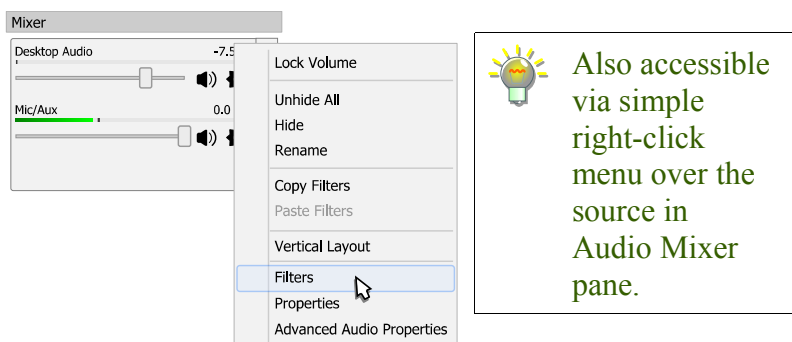 Mixer
Desktop Audio
-7.5
Mic/Aux
0.0
Lock Volume
Unhide All
Hide
Rename
Copy Filters
Paste Filters
Vertical Layout
Filters
Properties
Advanced Audio Properties
Also accessible
via simple
right-click
menu over the
source in
Audio Mixer
pane.